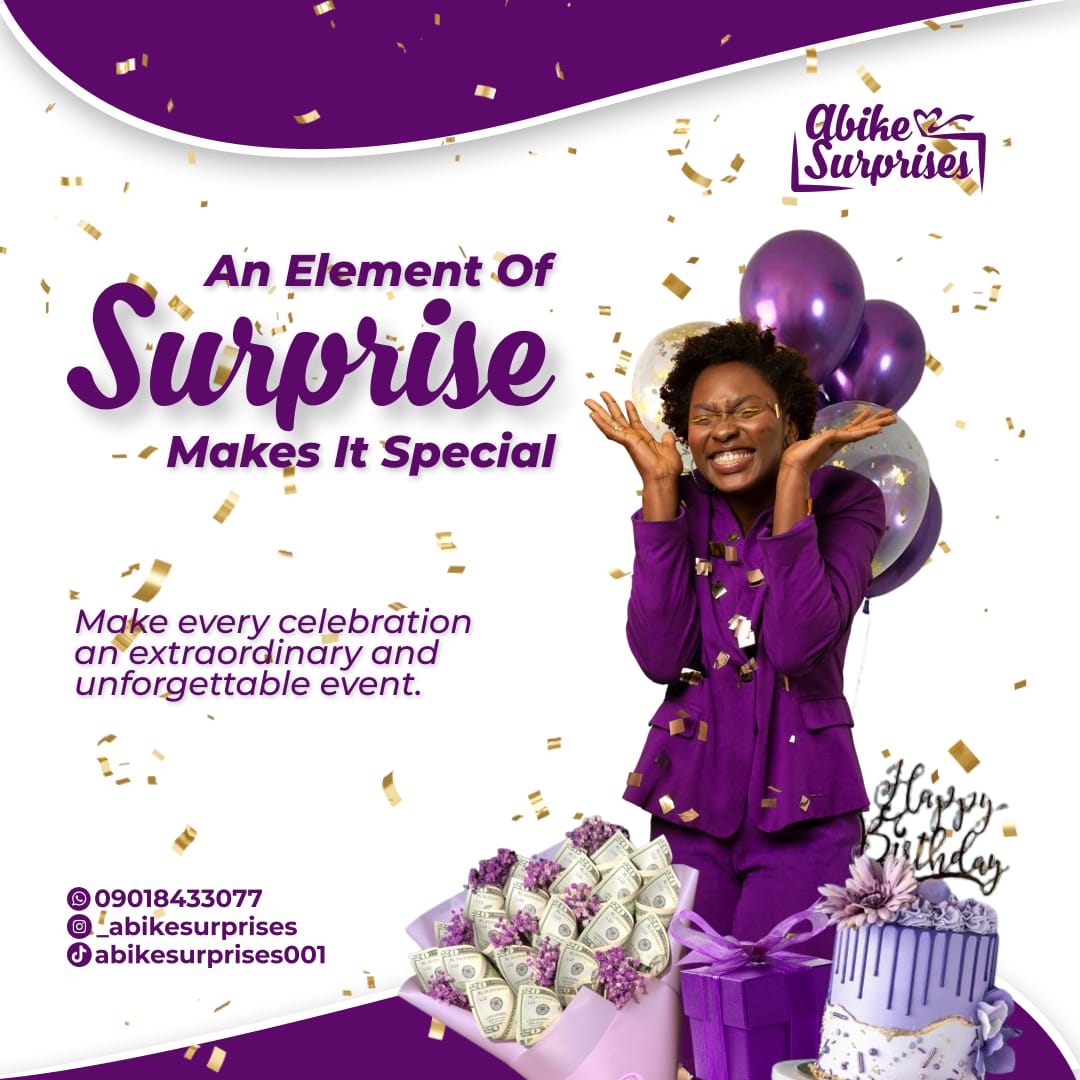 abike
Surprises
An Element Of
Surprise
Makes It Special
Make every celebration
an extraordinary and
unforgettable event.
Happy
Birthday
09018433077
_abikesurprises
abikesurprises001